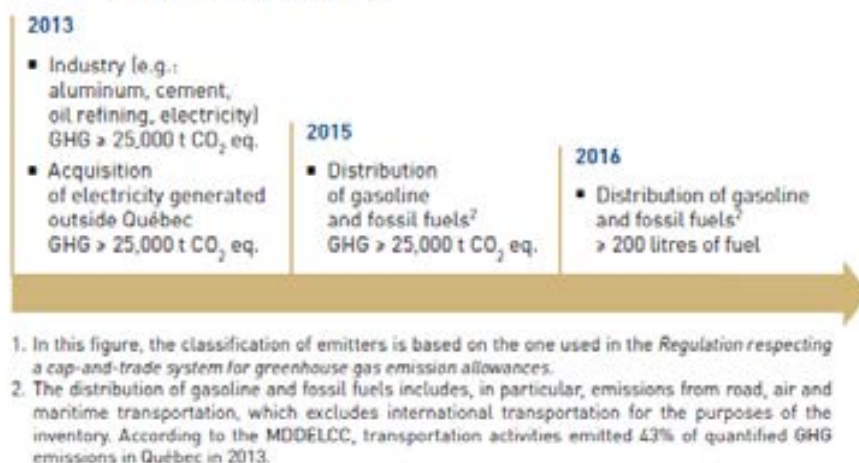 2013
▪ Industry (e.g.:
aluminum, cement,
oil refining, electricity)
GHG ≥ 25,000 t CO₂ eq.
▪ Acquisition
of electricity generated
outside Québec
GHG ≥ 25,000 t CO₂ eq.
2015
▪ Distribution
of gasoline
and fossil fuels²
GHG ≥ 25,000 t CO₂ eq.
2016
▪ Distribution of gasoline
and fossil fuels²
≥ 200 litres of fuel
1. In this figure, the classification of emitters is based on the one used in the Regulation respecting
a cap-and-trade system for greenhouse gas emission allowances.
2. The distribution of gasoline and fossil fuels includes, in particular, emissions from road, air and
maritime transportation, which excludes international transportation for the purposes of the
inventory. According to the MDDELCC, transportation activities emitted 43% of quantified GHG
emissions in Québec in 2013.